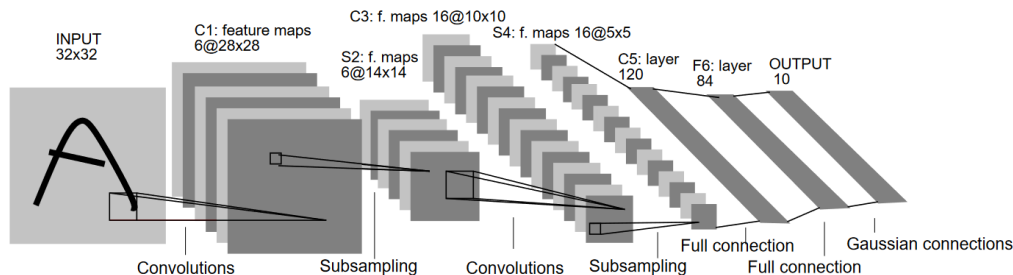 INPUT
32x32
C1: feature maps
6@28x28
S2: f. maps
6@14x14
C3: f. maps 16@10x10
S4: f. maps 16@5x5
C5: layer
120
F6: layer
84
OUTPUT
10
Convolutions
Subsampling
Convolutions
Subsampling
Full connection
Full connection
Gaussian connections
A